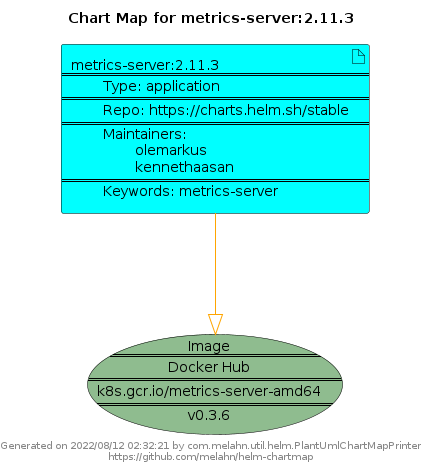 Chart Map for metrics-server:2.11.3
metrics-server:2.11.3
Type: application
Repo: https://charts.helm.sh/stable
Maintainers:
olemarkus
kennethaasan
Keywords: metrics-server
Image
Docker Hub
k8s.gcr.io/metrics-server-amd64
v0.3.6
Generated on 2022/08/12 02:32:21 by com.melahn.util.helm.PlantUmlChartMapPrinter
https://github.com/melahn/helm-chartmap